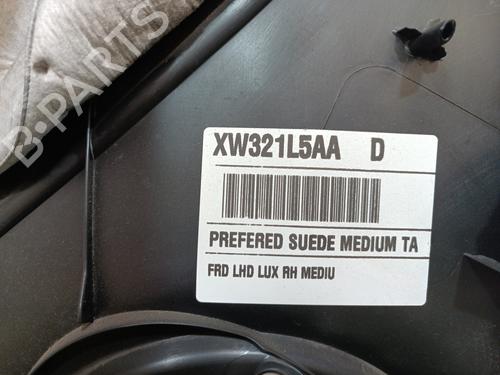 B-PARTS
XW321L5AA D
PREFERED SUEDE MEDIUM TA
FRD LHD LUX RH MEDIU